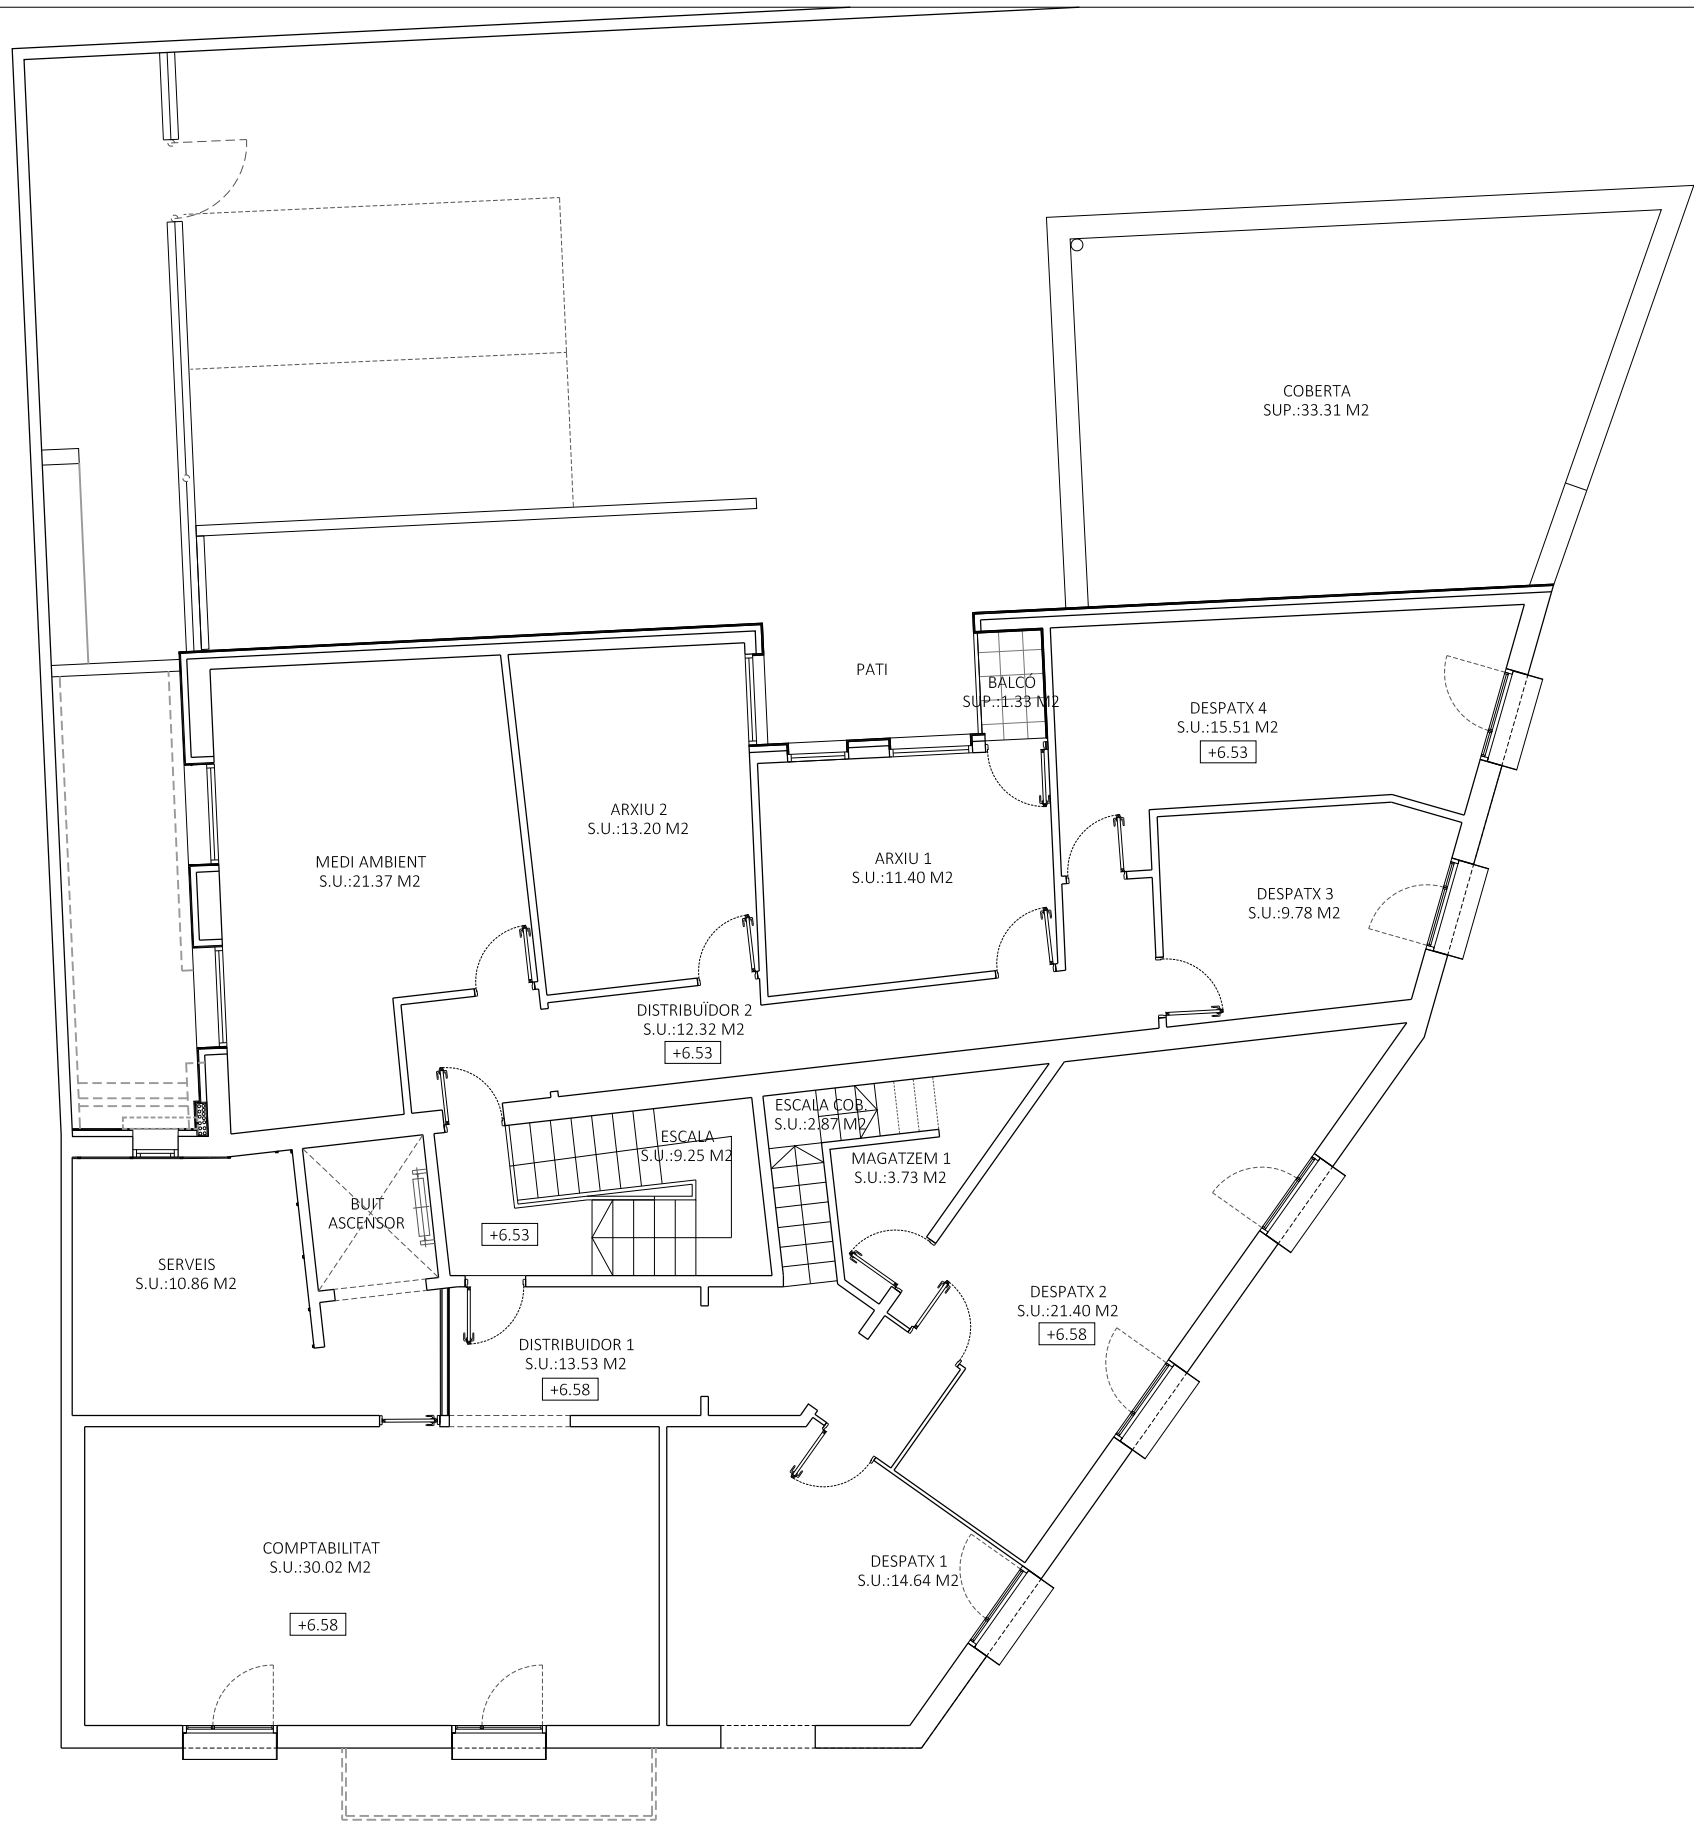 COBERTA
SUP.:33.31 M2
PATI
BALCÓ
SUP.:1.33 M2
DESPATX 4
S.U.:15.51 M2
+6.53
ARXIU 2
S.U.:13.20 M2
MEDI AMBIENT
S.U.:21.37 M2
ARXIU 1
S.U.:11.40 M2
DESPATX 3
S.U.:9.78 M2
DISTRIBUÏDOR 2
S.U.:12.32 M2
+6.53
ESCALA COB.
S.U.:2.87 M2
ESCALA
S.U.:9.25 M2
MAGATZEM 1
S.U.:3.73 M2
BUIT
ASCENSOR
+6.53
SERVEIS
S.U.:10.86 M2
DESPATX 2
S.U.:21.40 M2
+6.58
DISTRIBUIDOR 1
S.U.:13.53 M2
+6.58
COMPTABILITAT
S.U.:30.02 M2
+6.58
DESPATX 1
S.U.:14.64 M2